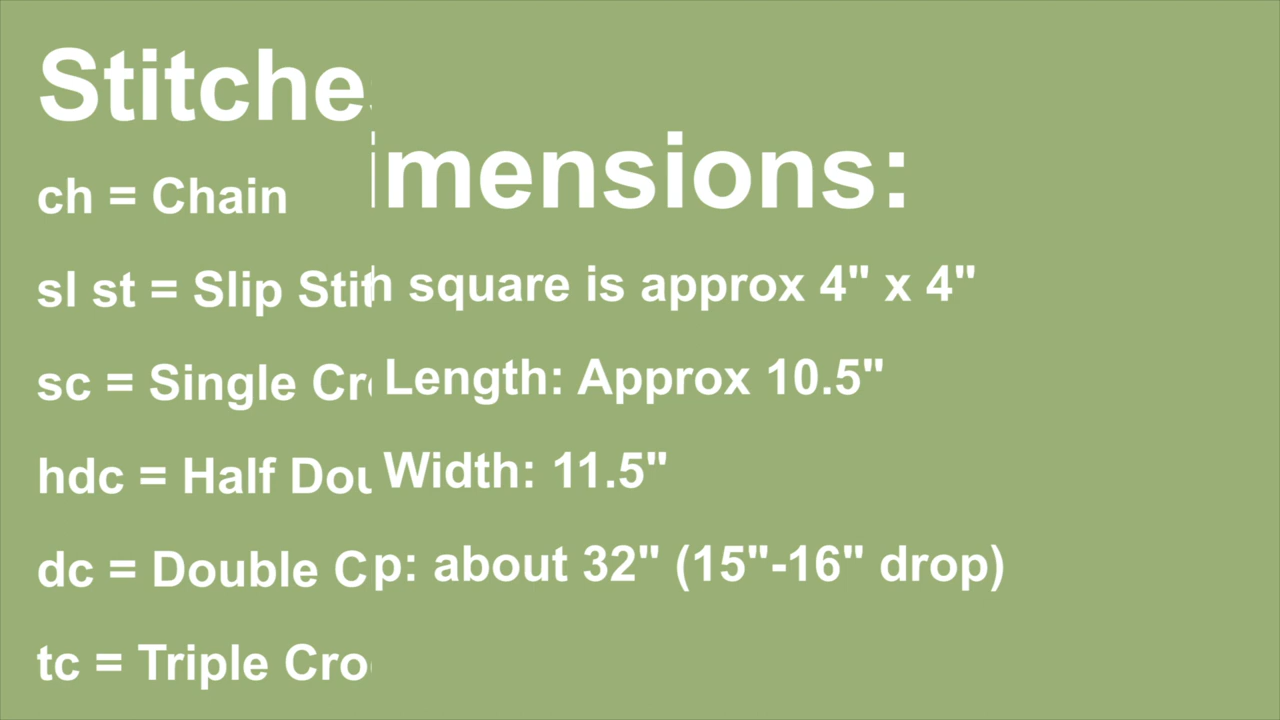 Stitche
ch = Chain
sl st = Slip Stit
sc = Single Cro
hdc = Half Dou
dc = Double C
tc = Triple Cro
imensions:
h square is approx 4" x 4"
Length: Approx 10.5"
Width: 11.5"
p: about 32" (15"-16" drop)